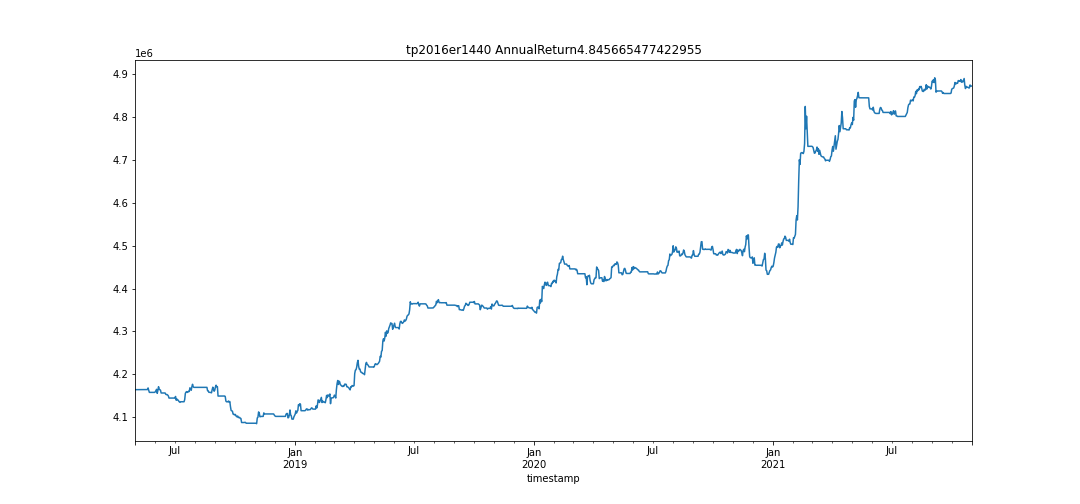 tp2016er1440 AnnualReturn4.845665477422955
1e6
4.9
4.8
4.7
4.6
4.5
4.4
4.3
4.2
4.1
Jul Jan Jul Jan Jul Jan Jul
2019 2020 2021
timestamp